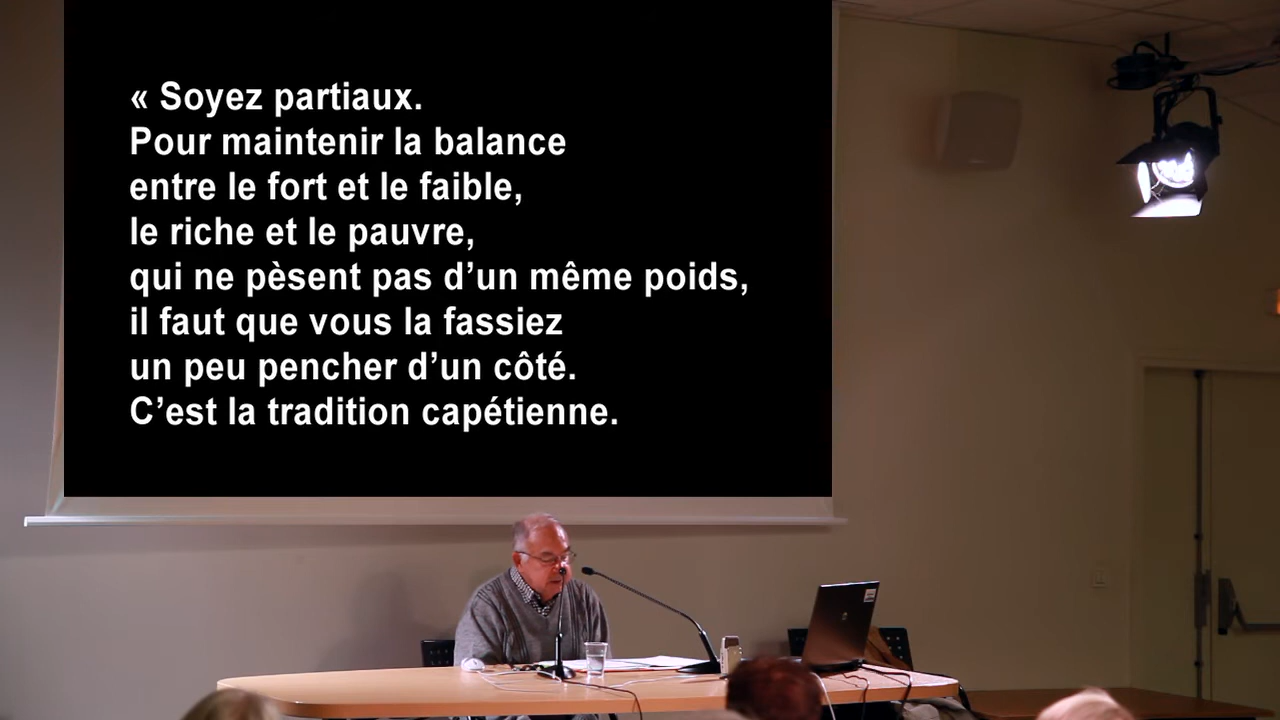 « Soyez partiaux.
Pour maintenir la balance
entre le fort et le faible,
le riche et le pauvre,
qui ne pèsent pas d’un même poids,
il faut que vous la fassiez
un peu pencher d’un côté.
C’est la tradition capétienne.